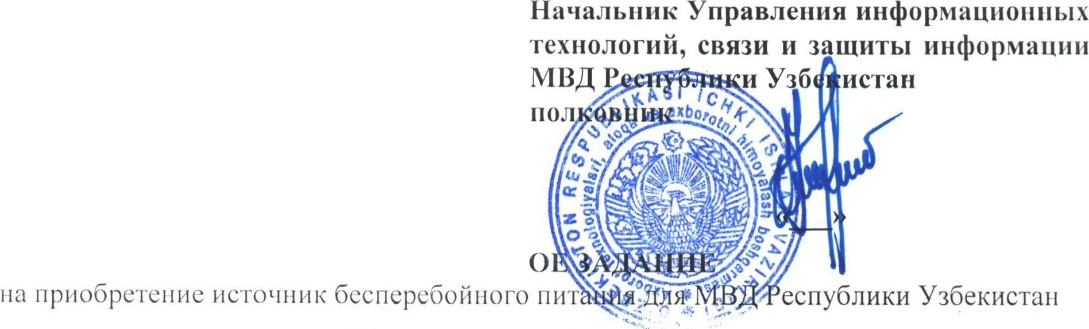 Начальник Управления информационных
технологий, связи и защиты информации
МВД Республики Узбекистан
полковник
«___»
ОЕ ЗАДАНИЕ
на приобретение источник бесперебойного питания для МВД Республики Узбекистан